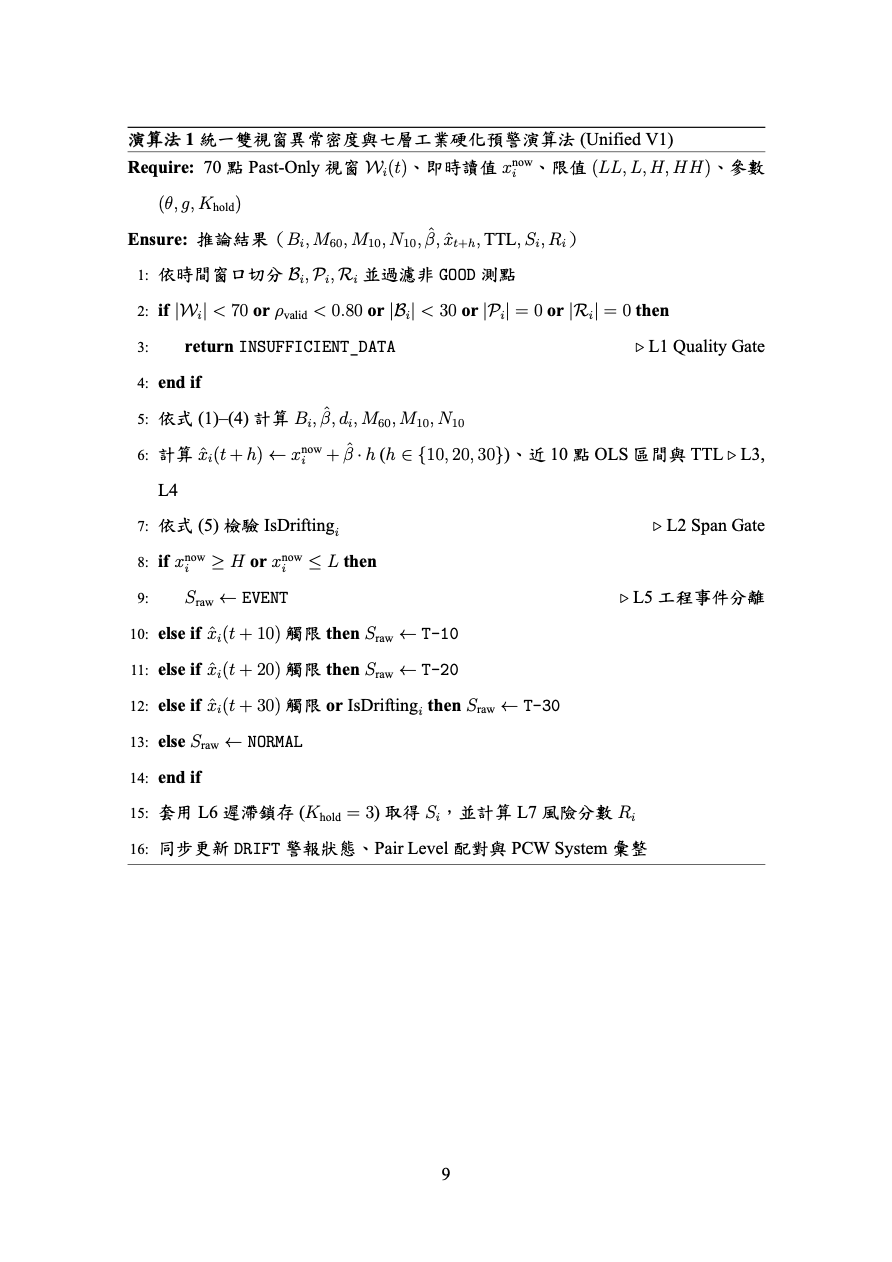 演算法 1 統一雙視窗異常密度與七層工業硬化預警演算法 (Unified V1)
Require: 70 點 Past-Only 視窗 𝒲ᵢ(t)、即時讀值 xᵢⁿᵒʷ、限值 (LL, L, H, HH)、參數
(θ, g, K_hold)
Ensure: 推論結果（Bᵢ, M₆₀, M₁₀, N₁₀, β̂, x̂ₜ₊ₕ, TTL, Sᵢ, Rᵢ）
1: 依時間窗口切分 ℬᵢ, 𝒫ᵢ, ℛᵢ 並過濾非 GOOD 測點
2: if |𝒲ᵢ| < 70 or ρ_valid < 0.80 or |ℬᵢ| < 30 or |𝒫ᵢ| = 0 or |ℛᵢ| = 0 then
3: return INSUFFICIENT_DATA ▷ L1 Quality Gate
4: end if
5: 依式 (1)–(4) 計算 Bᵢ, β̂, dᵢ, M₆₀, M₁₀, N₁₀
6: 計算 x̂ᵢ(t + h) ← xᵢⁿᵒʷ + β̂ · h (h ∈ {10, 20, 30})、近 10 點 OLS 區間與 TTL ▷ L3,
L4
7: 依式 (5) 檢驗 IsDriftingᵢ ▷ L2 Span Gate
8: if xᵢⁿᵒʷ ≥ H or xᵢⁿᵒʷ ≤ L then
9: S_raw ← EVENT ▷ L5 工程事件分離
10: else if x̂ᵢ(t + 10) 觸限 then S_raw ← T-10
11: else if x̂ᵢ(t + 20) 觸限 then S_raw ← T-20
12: else if x̂ᵢ(t + 30) 觸限 or IsDriftingᵢ then S_raw ← T-30
13: else S_raw ← NORMAL
14: end if
15: 套用 L6 遲滯鎖存 (K_hold = 3) 取得 Sᵢ，並計算 L7 風險分數 Rᵢ
16: 同步更新 DRIFT 警報狀態、Pair Level 配對與 PCW System 彙整
9